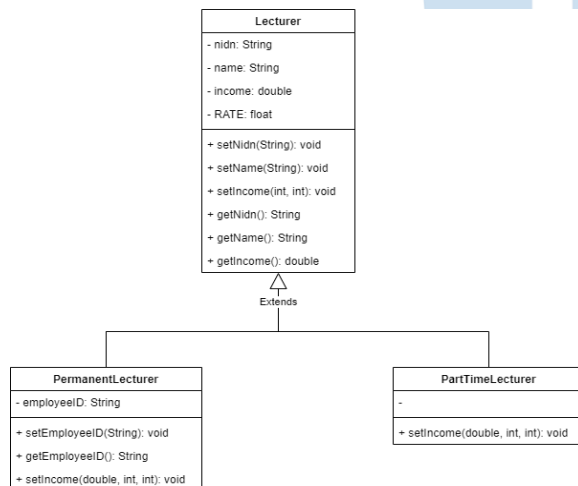 Lecturer
- nidn: String
- name: String
- income: double
- RATE: float
+ setNidn(String): void
+ setName(String): void
+ setIncome(int, int): void
+ getNidn(): String
+ getName(): String
+ getIncome(): double
Extends
PermanentLecturer
- employeeID: String
+ setEmployeeID(String): void
+ getEmployeeID(): String
+ setIncome(double, int, int): void
PartTimeLecturer
-
+ setIncome(double, int, int): void